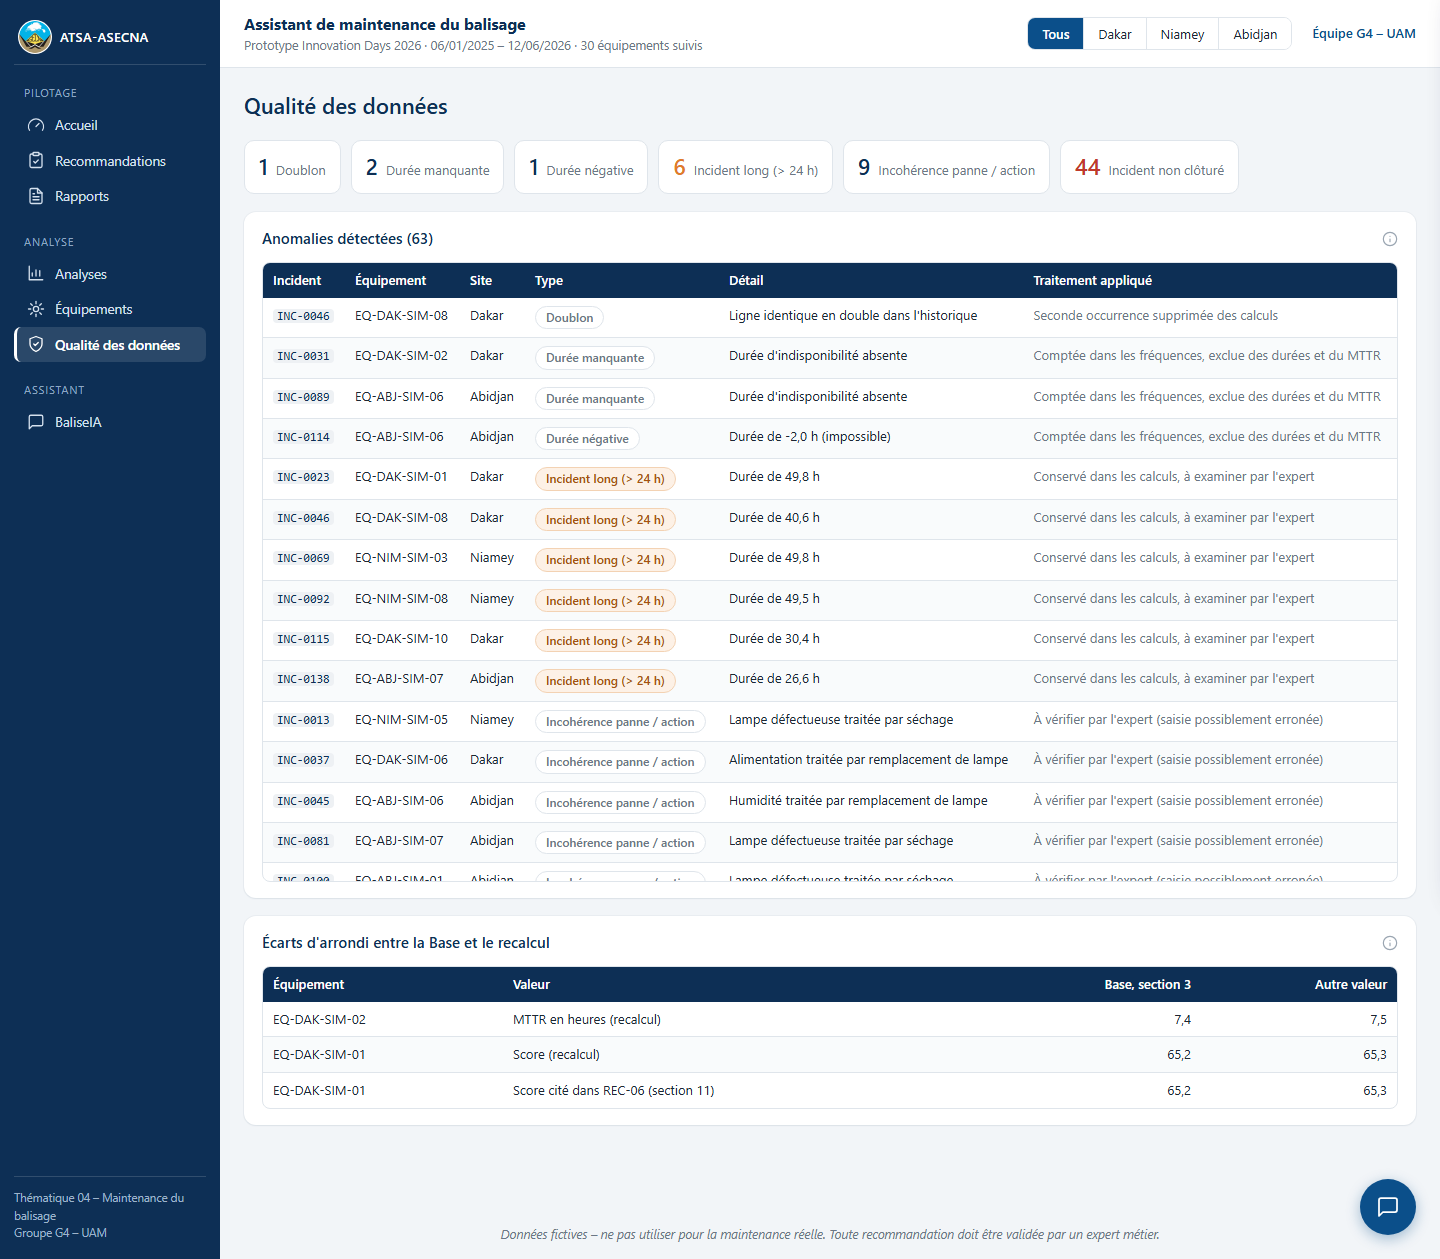 ATSA-ASECNA
PILOTAGE
Accueil
Recommandations
Rapports
ANALYSE
Analyses
Équipements
Qualité des données
ASSISTANT
BaliseIA
Thématique 04 – Maintenance du
balisage
Groupe G4 – UAM
Assistant de maintenance du balisage
Prototype Innovation Days 2026 · 06/01/2025 – 12/06/2026 · 30 équipements suivis
Tous Dakar Niamey Abidjan Équipe G4 – UAM
Qualité des données
1 Doublon 2 Durée manquante 1 Durée négative 6 Incident long (> 24 h) 9 Incohérence panne / action 44 Incident non clôturé
Anomalies détectées (63)
Incident Équipement Site Type Détail Traitement appliqué
INC-0046 EQ-DAK-SIM-08 Dakar Doublon Ligne identique en double dans l'historique Seconde occurrence supprimée des calculs
INC-0031 EQ-DAK-SIM-02 Dakar Durée manquante Durée d'indisponibilité absente Comptée dans les fréquences, exclue des durées et du MTTR
INC-0089 EQ-ABJ-SIM-06 Abidjan Durée manquante Durée d'indisponibilité absente Comptée dans les fréquences, exclue des durées et du MTTR
INC-0114 EQ-ABJ-SIM-06 Abidjan Durée négative Durée de -2,0 h (impossible) Comptée dans les fréquences, exclue des durées et du MTTR
INC-0023 EQ-DAK-SIM-01 Dakar Incident long (> 24 h) Durée de 49,8 h Conservé dans les calculs, à examiner par l'expert
INC-0046 EQ-DAK-SIM-08 Dakar Incident long (> 24 h) Durée de 40,6 h Conservé dans les calculs, à examiner par l'expert
INC-0069 EQ-NIM-SIM-03 Niamey Incident long (> 24 h) Durée de 49,8 h Conservé dans les calculs, à examiner par l'expert
INC-0092 EQ-NIM-SIM-08 Niamey Incident long (> 24 h) Durée de 49,5 h Conservé dans les calculs, à examiner par l'expert
INC-0115 EQ-DAK-SIM-10 Dakar Incident long (> 24 h) Durée de 30,4 h Conservé dans les calculs, à examiner par l'expert
INC-0138 EQ-ABJ-SIM-07 Abidjan Incident long (> 24 h) Durée de 26,6 h Conservé dans les calculs, à examiner par l'expert
INC-0013 EQ-NIM-SIM-05 Niamey Incohérence panne / action Lampe défectueuse traitée par séchage À vérifier par l'expert (saisie possiblement erronée)
INC-0037 EQ-DAK-SIM-06 Dakar Incohérence panne / action Alimentation traitée par remplacement de lampe À vérifier par l'expert (saisie possiblement erronée)
INC-0045 EQ-ABJ-SIM-06 Abidjan Incohérence panne / action Humidité traitée par remplacement de lampe À vérifier par l'expert (saisie possiblement erronée)
INC-0081 EQ-ABJ-SIM-07 Abidjan Incohérence panne / action Lampe défectueuse traitée par séchage À vérifier par l'expert (saisie possiblement erronée)
INC-0100 EQ-ABJ-SIM-01 Abidjan Incohérence panne / action Lampe défectueuse traitée par séchage À vérifier par l'expert (saisie possiblement erronée)
Écarts d'arrondi entre la Base et le recalcul
Équipement Valeur Base, section 3 Autre valeur
EQ-DAK-SIM-02 MTTR en heures (recalcul) 7,4 7,5
EQ-DAK-SIM-01 Score (recalcul) 65,2 65,3
EQ-DAK-SIM-01 Score cité dans REC-06 (section 11) 65,2 65,3
Données fictives – ne pas utiliser pour la maintenance réelle. Toute recommandation doit être validée par un expert métier.